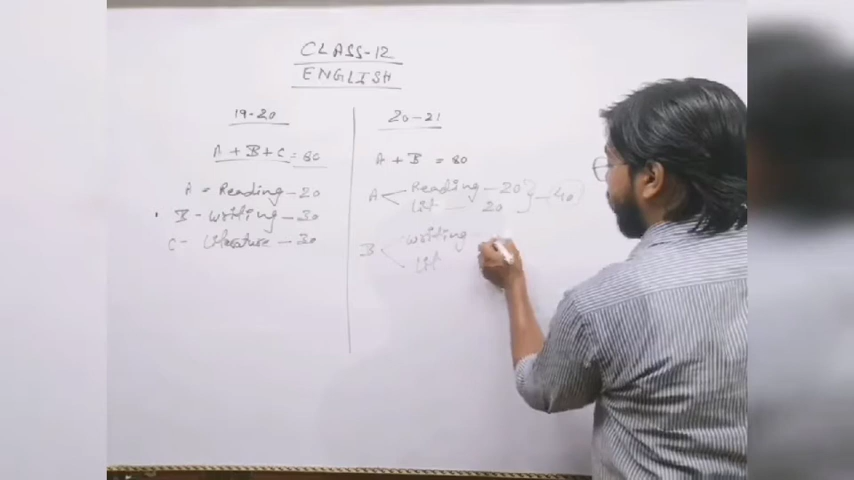 CLASS-12
ENGLISH
19-20
A + B + C = 80
A = Reading - 20
B - writing - 30
C - Literature - 30
20-21
A + B = 80
A Reading - 20 } - 40
Lit - 20
B writing -
Lit